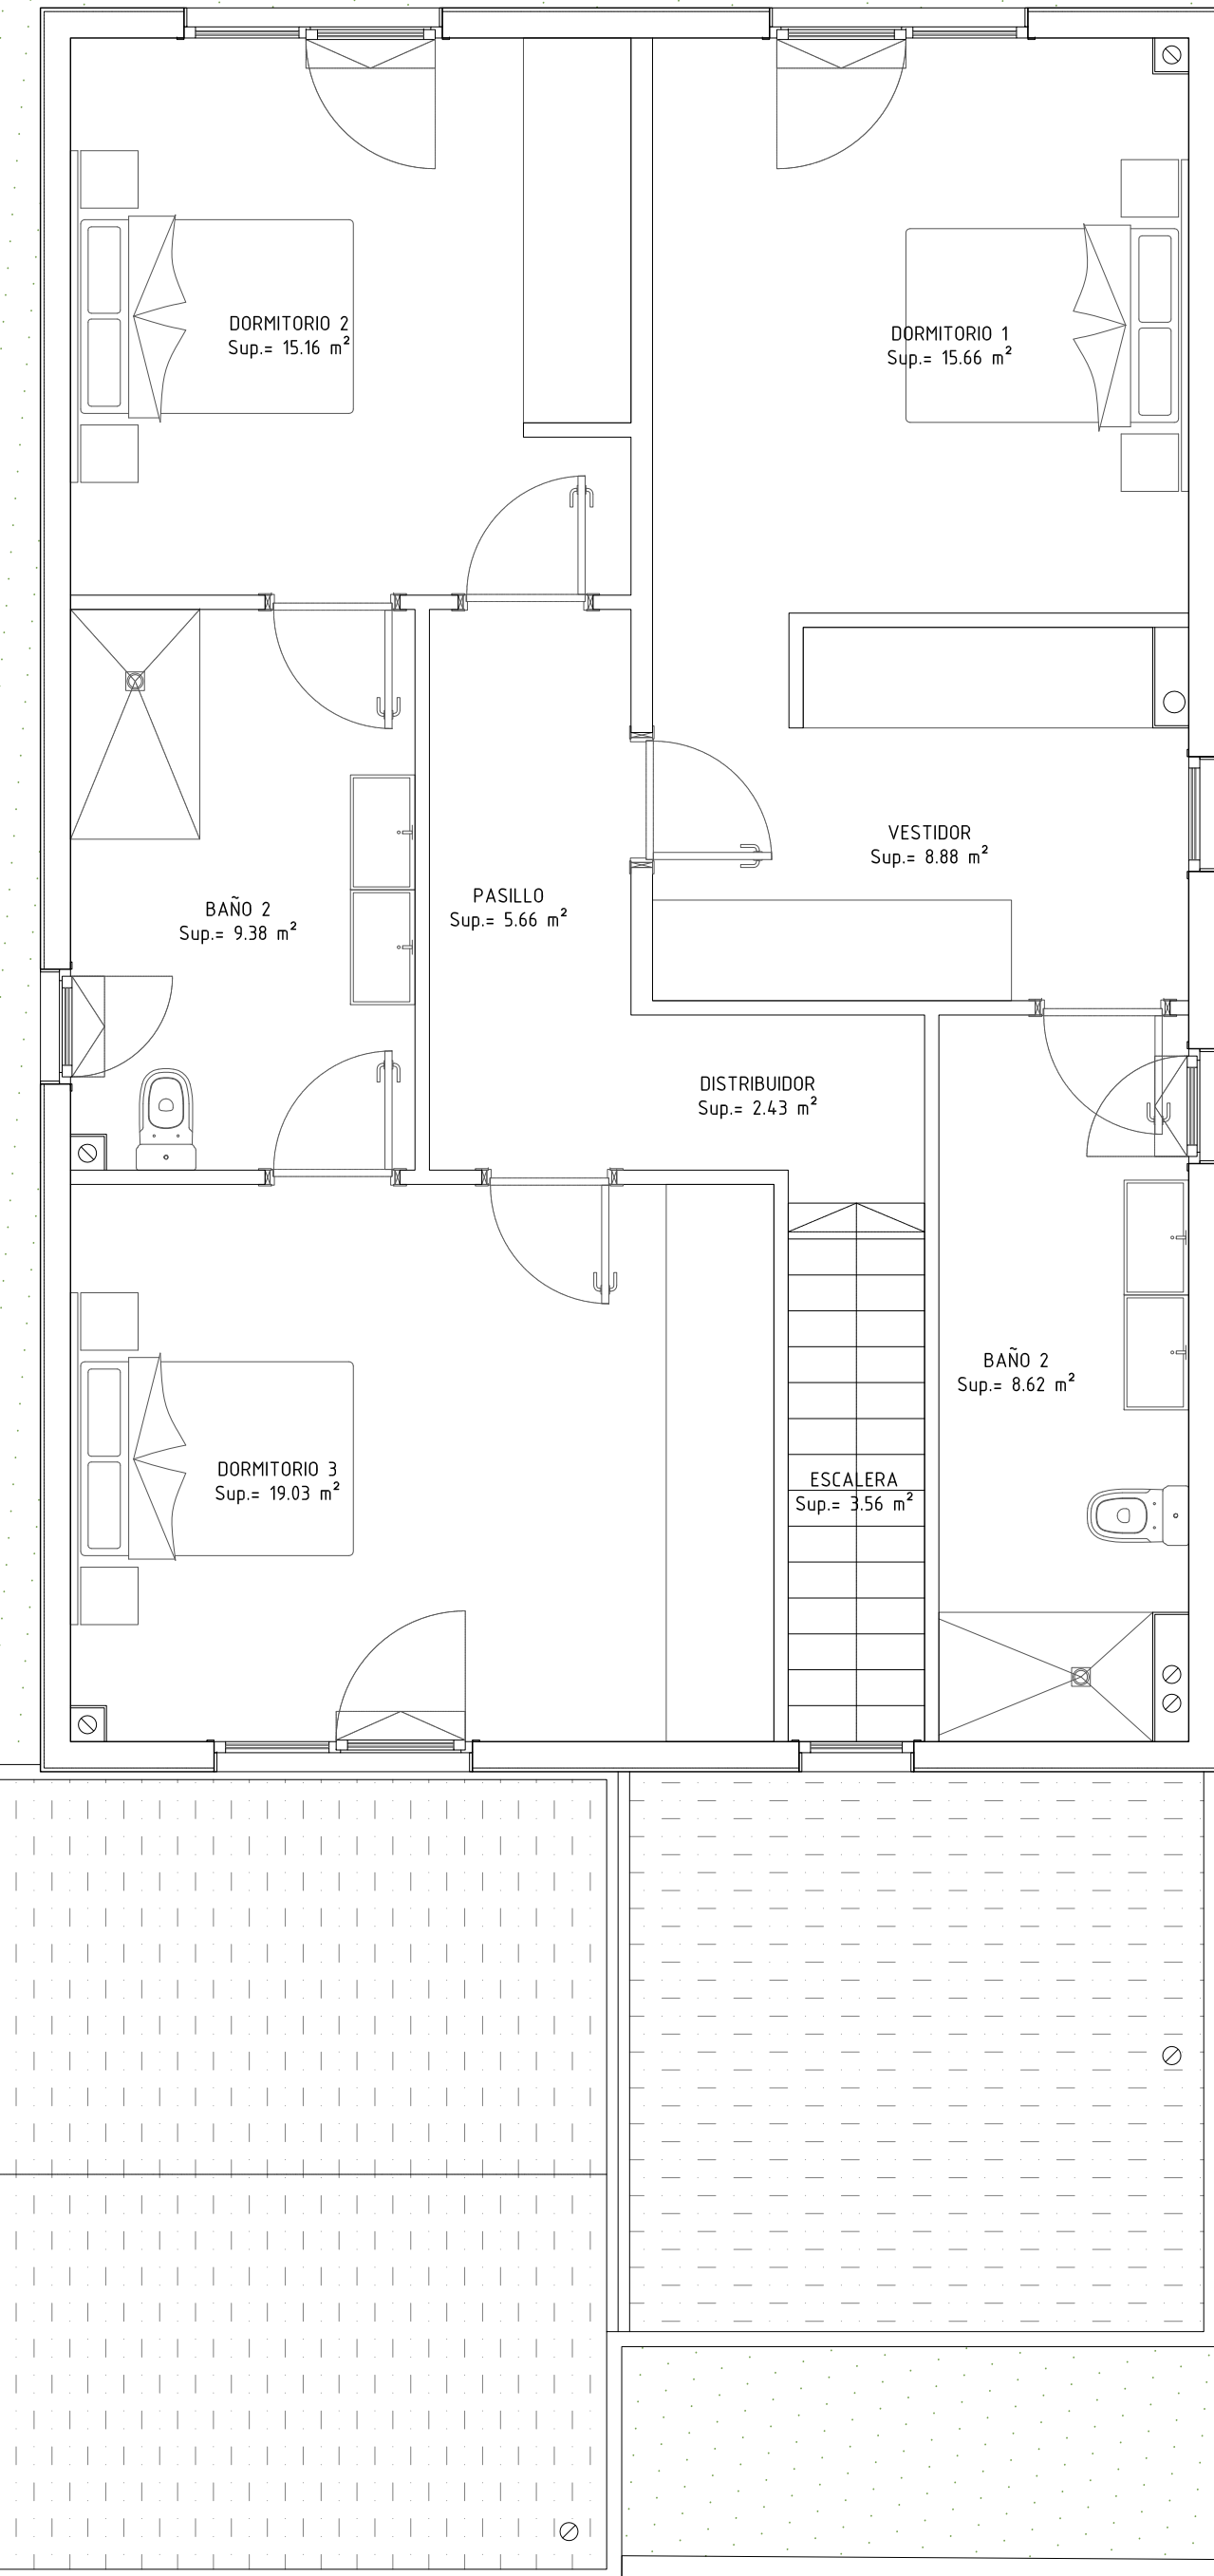 DORMITORIO 2
Sup.= 15.16 m²
DORMITORIO 1
Sup.= 15.66 m²
VESTIDOR
Sup.= 8.88 m²
PASILLO
Sup.= 5.66 m²
BAÑO 2
Sup.= 9.38 m²
DISTRIBUIDOR
Sup.= 2.43 m²
BAÑO 2
Sup.= 8.62 m²
DORMITORIO 3
Sup.= 19.03 m²
ESCALERA
Sup.= 3.56 m²